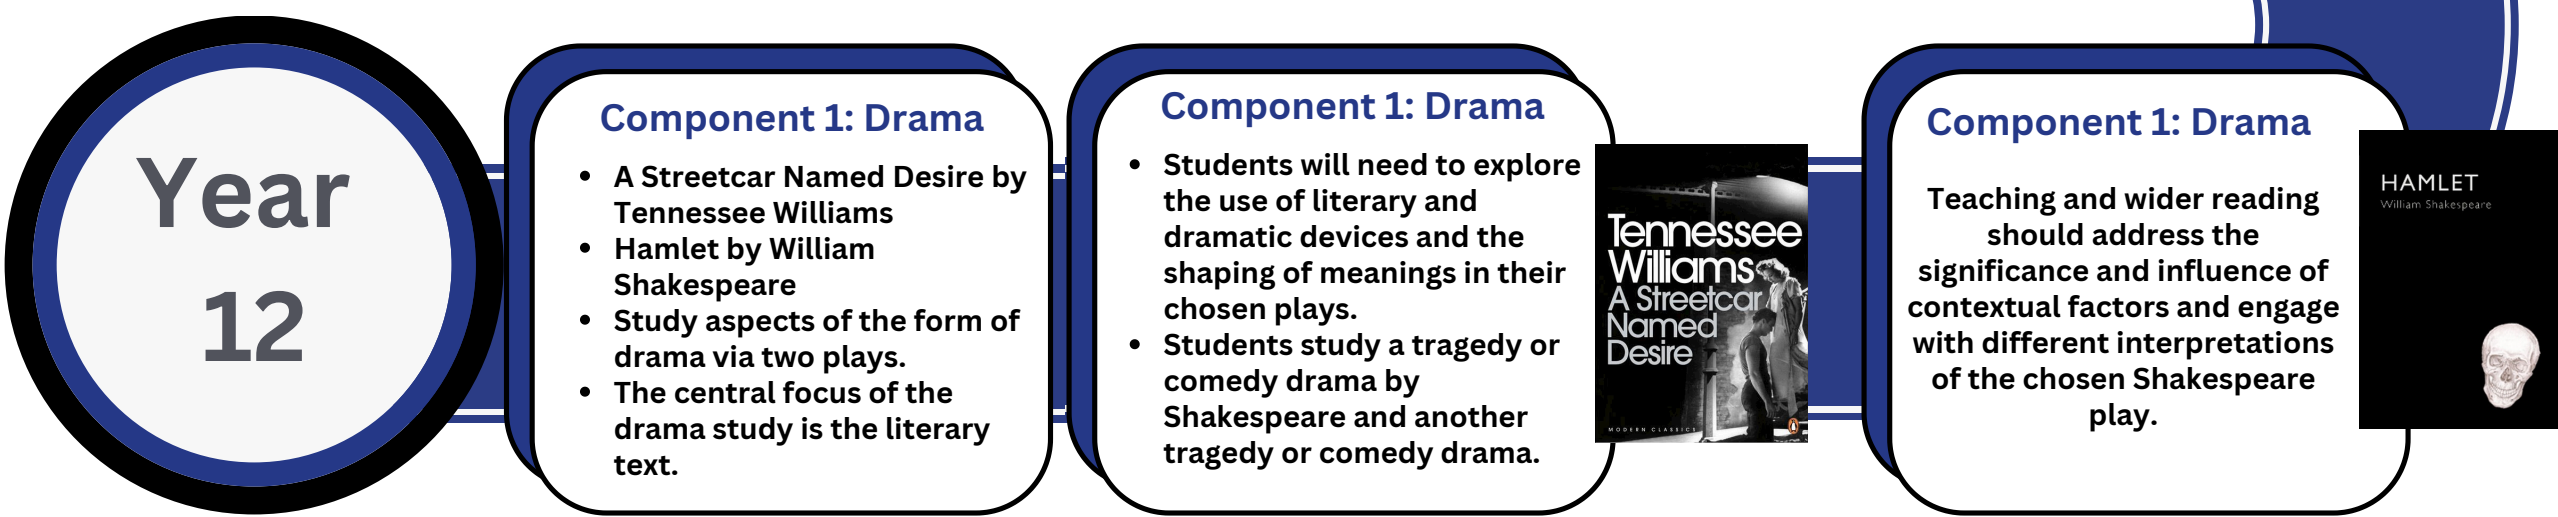 Year
12
Component 1: Drama
• A Streetcar Named Desire by
Tennessee Williams
• Hamlet by William
Shakespeare
• Study aspects of the form of
drama via two plays.
• The central focus of the
drama study is the literary
text.
Component 1: Drama
• Students will need to explore
the use of literary and
dramatic devices and the
shaping of meanings in their
chosen plays.
• Students study a tragedy or
comedy drama by
Shakespeare and another
tragedy or comedy drama.
Tennessee
Williams
A Streetcar
Named
Desire
MODERN CLASSICS
Component 1: Drama
Teaching and wider reading
should address the
significance and influence of
contextual factors and engage
with different interpretations
of the chosen Shakespeare
play.
HAMLET
William Shakespeare